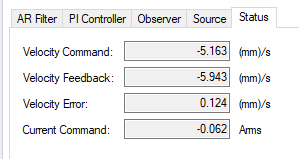 AR Filter PI Controller Observer Source Status
Velocity Command: -5.163 (mm)/s
Velocity Feedback: -5.943 (mm)/s
Velocity Error: 0.124 (mm)/s
Current Command: -0.062 Arms